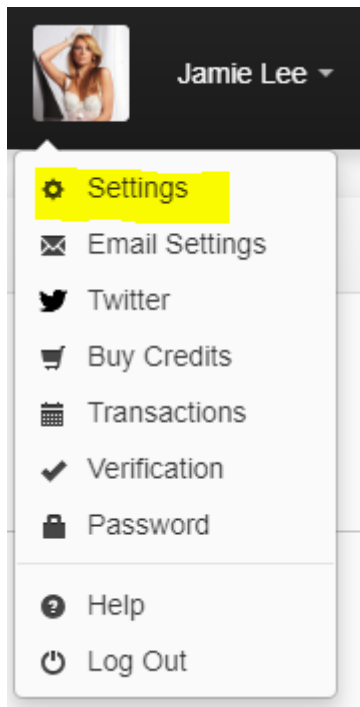 Jamie Lee
Settings
Email Settings
Twitter
Buy Credits
Transactions
Verification
Password
Help
Log Out